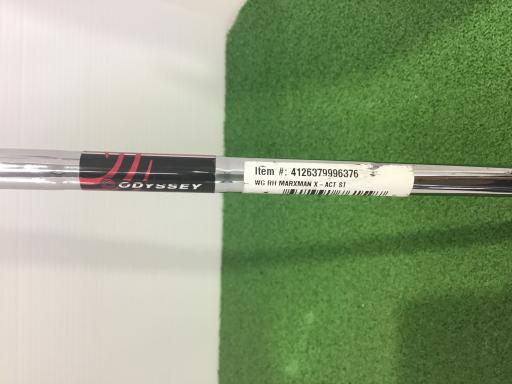 ODYSSEY
Item #: 4126379996376
WG RH MARXMAN X - ACT ST